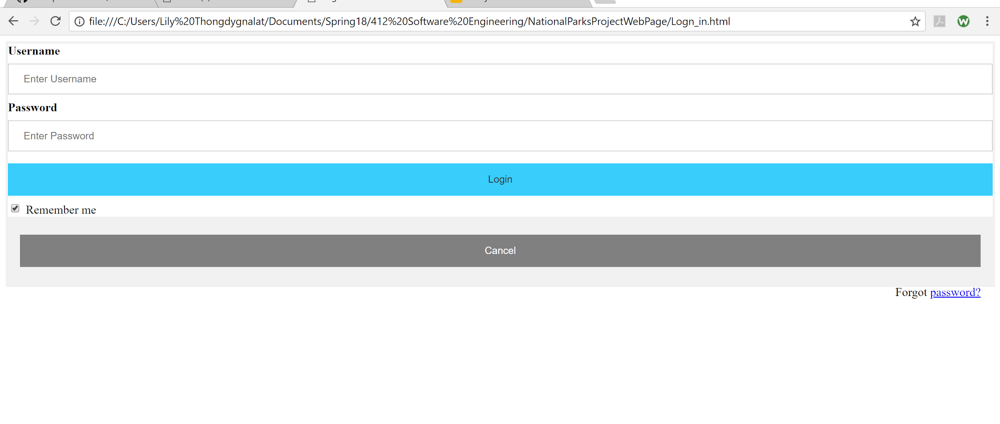 file:///C:/Users/Lily%20Thongdygnalat/Documents/Spring18/412%20Software%20Engineering/NationalParksProjectWebPage/Logn_in.html
Username
Enter Username
Password
Enter Password
Login
Remember me
Cancel
Forgot password?